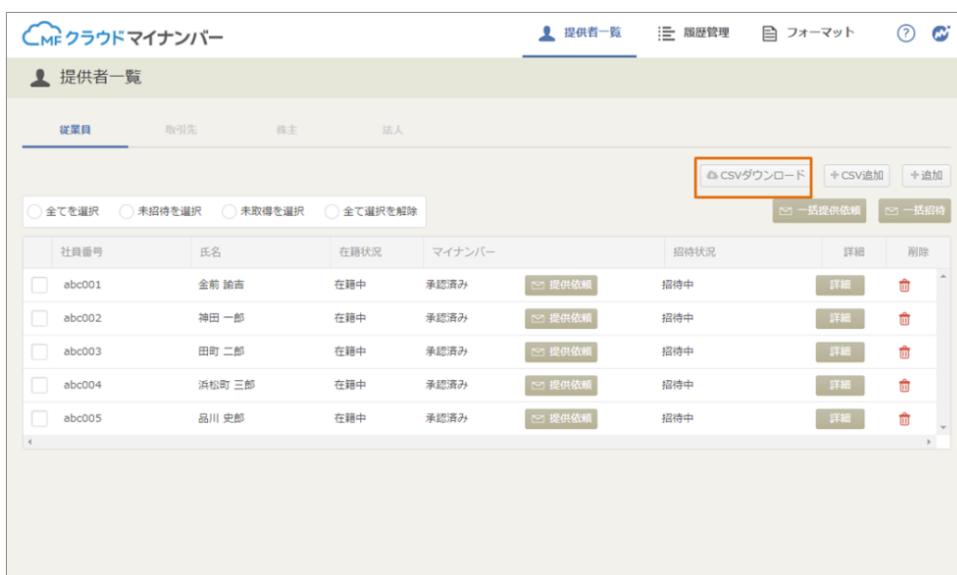 MFクラウドマイナンバー 提供者一覧 履歴管理 フォーマット ?
提供者一覧
従業員 取引先 株主 法人
CSVダウンロード +CSV追加 +追加
全てを選択 未招待を選択 未取得を選択 全て選択を解除 一括提供依頼 一括招待
社員番号 氏名 在籍状況 マイナンバー 招待状況 詳細 削除
abc001 金前 諭吉 在籍中 承認済み 提供依頼 招待中 詳細
abc002 神田 一郎 在籍中 承認済み 提供依頼 招待中 詳細
abc003 田町 二郎 在籍中 承認済み 提供依頼 招待中 詳細
abc004 浜松町 三郎 在籍中 承認済み 提供依頼 招待中 詳細
abc005 品川 史郎 在籍中 承認済み 提供依頼 招待中 詳細